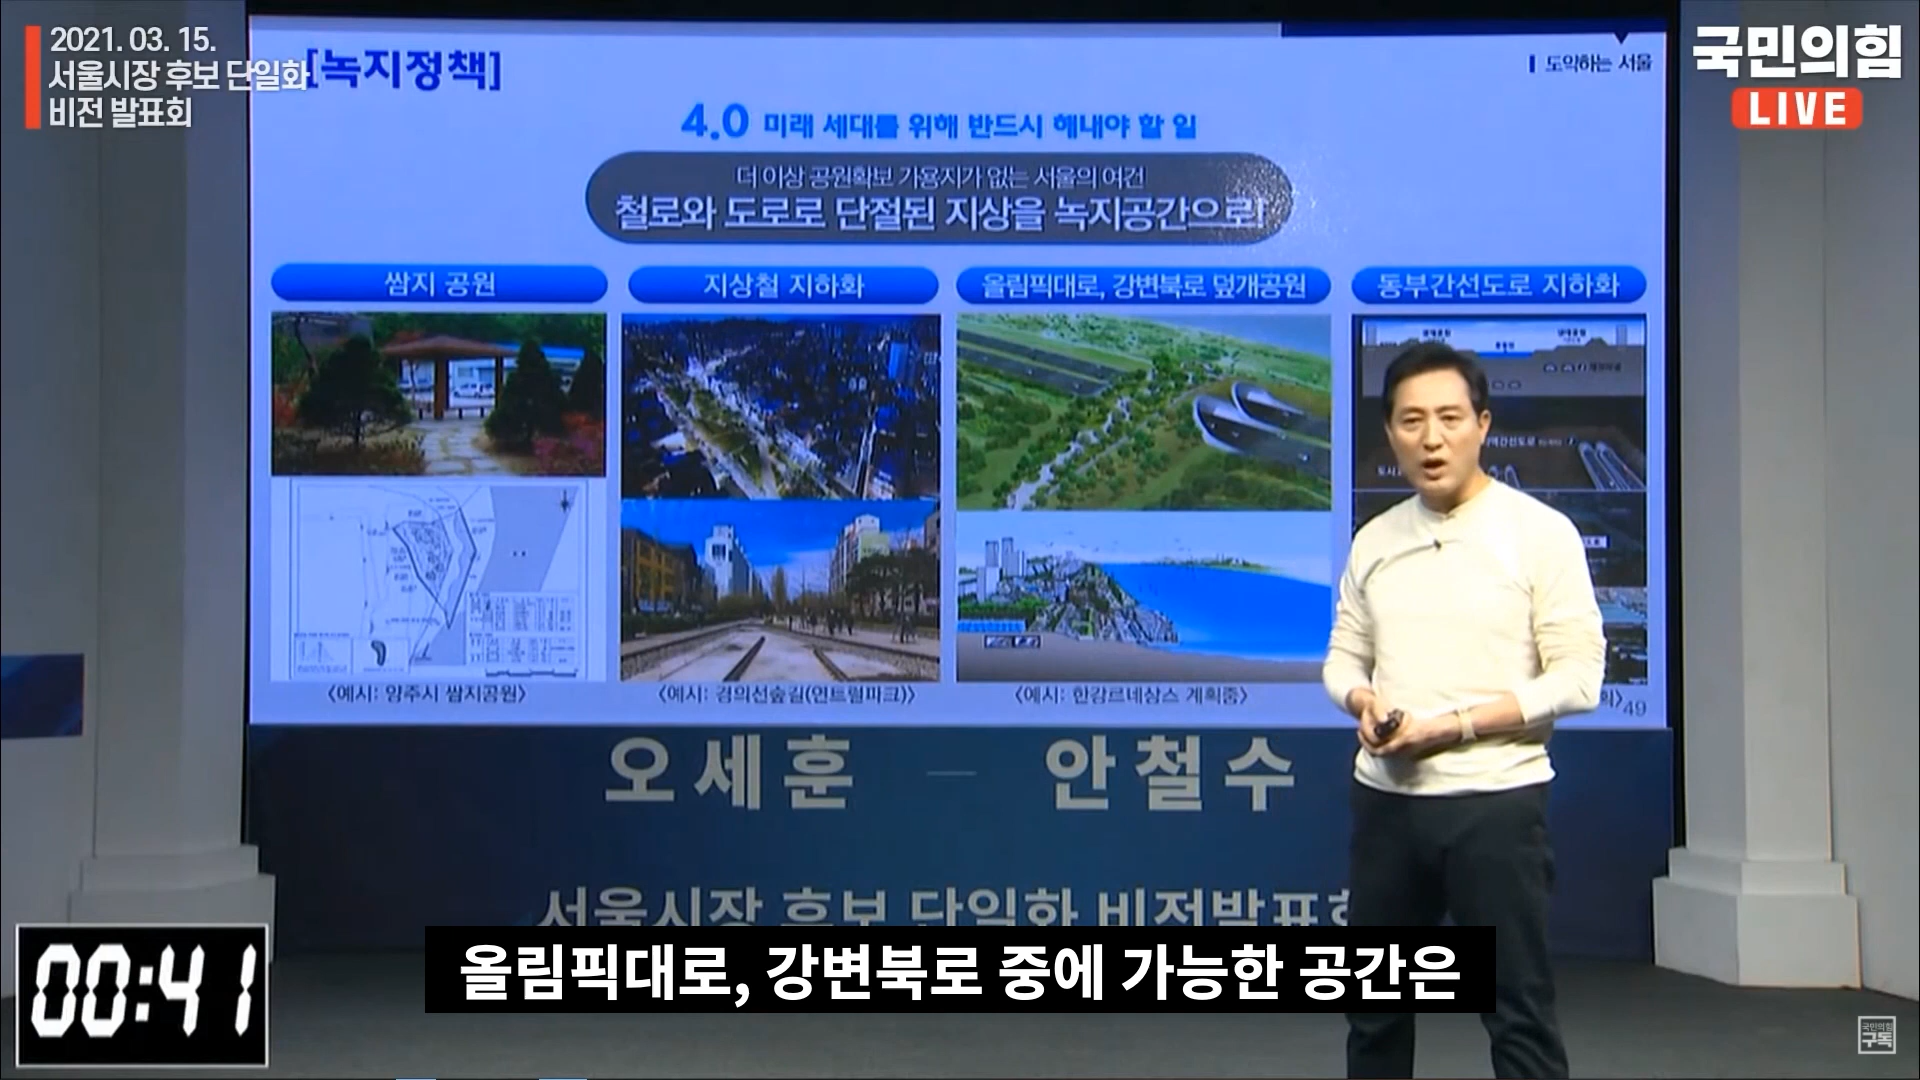 2021. 03. 15.
서울시장 후보 단일화
비전 발표회
국민의힘
LIVE
[녹지정책]
도약하는 서울
4.0 미래 세대를 위해 반드시 해내야 할 일
더 이상 공원확보 가용지가 없는 서울의 여건
철로와 도로로 단절된 지상을 녹지공간으로!
쌈지 공원
지상철 지하화
올림픽대로, 강변북로 덮개공원
동부간선도로 지하화
<예시: 양주시 쌈지공원>
<예시: 경의선숲길(연트럴파크)>
<예시: 한강르네상스 계획중>
획>
49
오세훈 – 안철수
서울시장 후보 단일화 비전발표회
올림픽대로, 강변북로 중에 가능한 공간은
00:41
국민의힘
구독